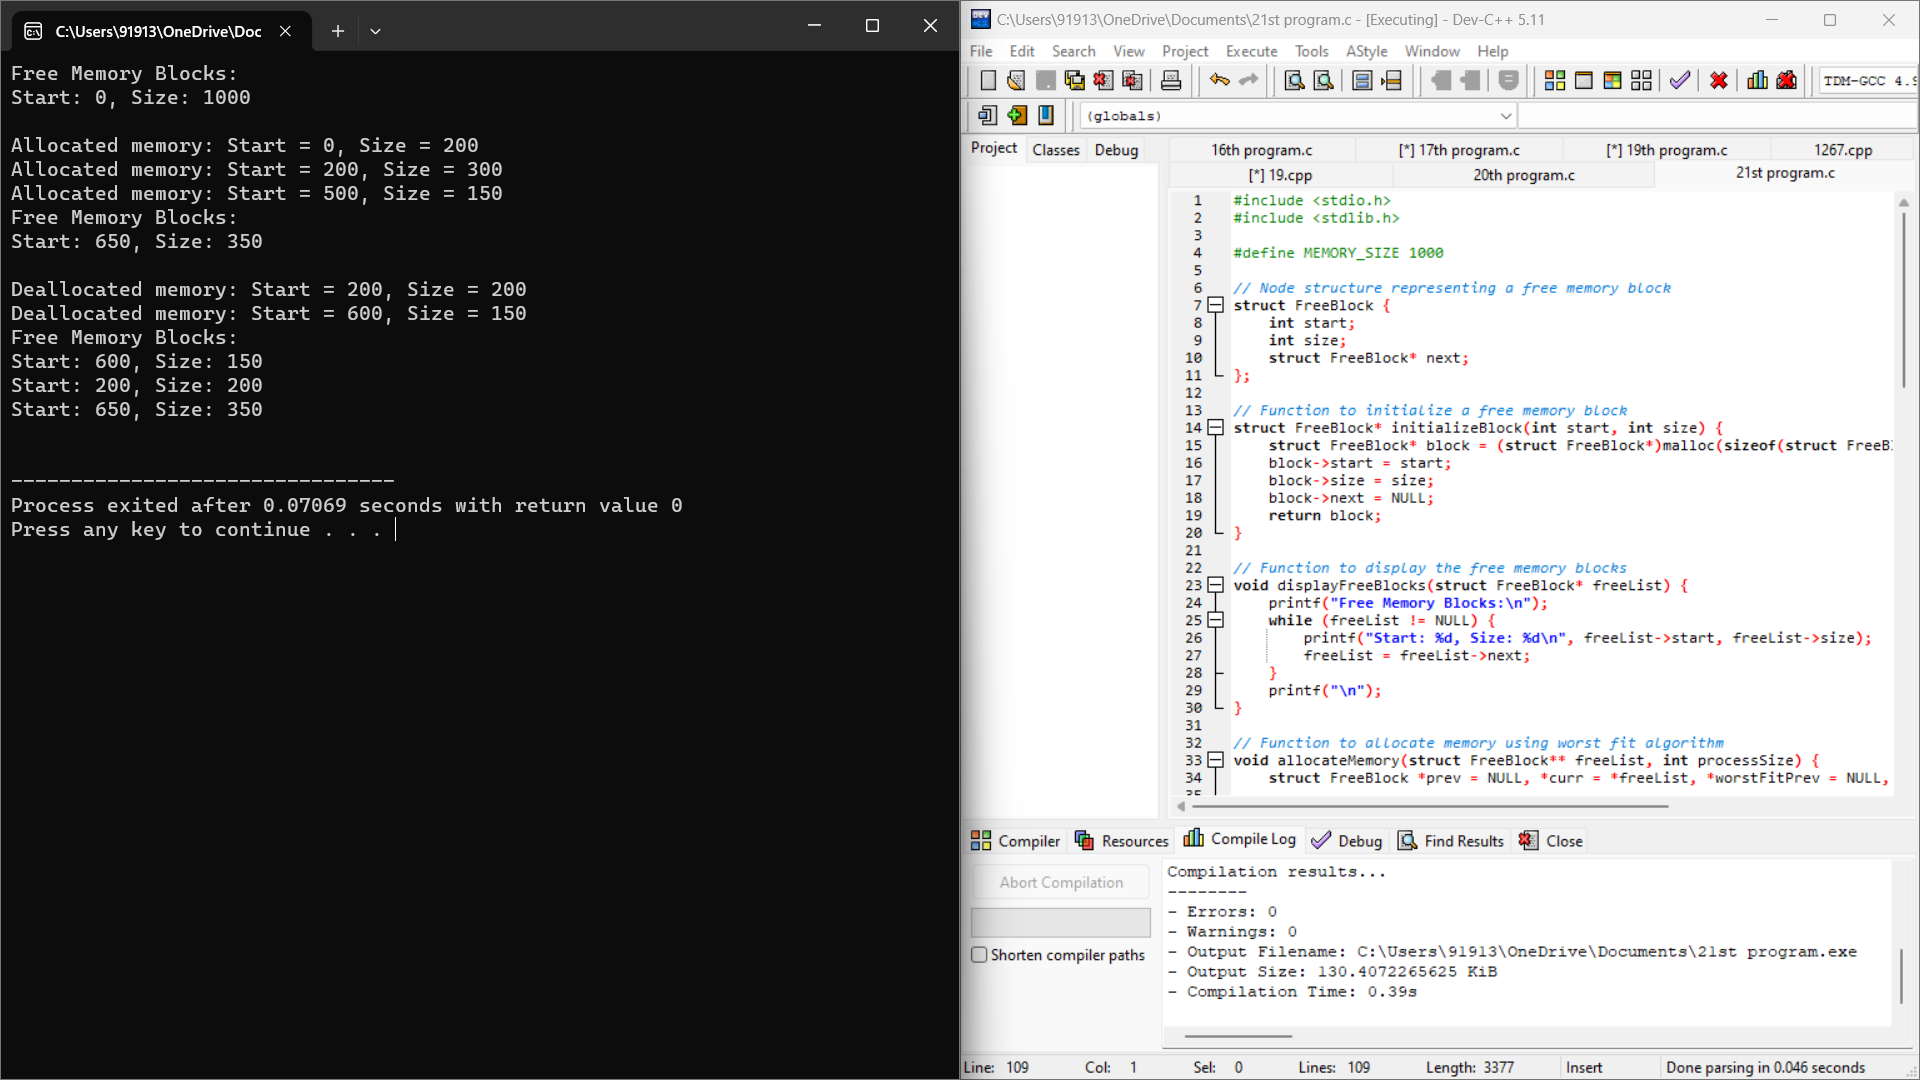 C:\Users\91913\OneDrive\Doc
Free Memory Blocks:
Start: 0, Size: 1000
Allocated memory: Start = 0, Size = 200
Allocated memory: Start = 200, Size = 300
Allocated memory: Start = 500, Size = 150
Free Memory Blocks:
Start: 650, Size: 350
Deallocated memory: Start = 200, Size = 200
Deallocated memory: Start = 600, Size = 150
Free Memory Blocks:
Start: 600, Size: 150
Start: 200, Size: 200
Start: 650, Size: 350
--------------------------------
Process exited after 0.07069 seconds with return value 0
Press any key to continue . . .
C:\Users\91913\OneDrive\Documents\21st program.c - [Executing] - Dev-C++ 5.11
File Edit Search View Project Execute Tools AStyle Window Help
TDM-GCC 4.9
(globals)
Project Classes Debug
16th program.c [*] 17th program.c [*] 19th program.c 1267.cpp
[*] 19.cpp 20th program.c 21st program.c
1 #include <stdio.h>
2 #include <stdlib.h>
3
4 #define MEMORY_SIZE 1000
5
6 // Node structure representing a free memory block
7 struct FreeBlock {
8 int start;
9 int size;
10 struct FreeBlock* next;
11 };
12
13 // Function to initialize a free memory block
14 struct FreeBlock* initializeBlock(int start, int size) {
15 struct FreeBlock* block = (struct FreeBlock*)malloc(sizeof(struct FreeB
16 block->start = start;
17 block->size = size;
18 block->next = NULL;
19 return block;
20 }
21
22 // Function to display the free memory blocks
23 void displayFreeBlocks(struct FreeBlock* freeList) {
24 printf("Free Memory Blocks:\n");
25 while (freeList != NULL) {
26 printf("Start: %d, Size: %d\n", freeList->start, freeList->size);
27 freeList = freeList->next;
28 }
29 printf("\n");
30 }
31
32 // Function to allocate memory using worst fit algorithm
33 void allocateMemory(struct FreeBlock** freeList, int processSize) {
34 struct FreeBlock *prev = NULL, *curr = *freeList, *worstFitPrev = NULL,
35
Compiler Resources Compile Log Debug Find Results Close
Abort Compilation
Shorten compiler paths
Compilation results...
--------
- Errors: 0
- Warnings: 0
- Output Filename: C:\Users\91913\OneDrive\Documents\21st program.exe
- Output Size: 130.4072265625 KiB
- Compilation Time: 0.39s
Line: 109 Col: 1 Sel: 0 Lines: 109 Length: 3377 Insert Done parsing in 0.046 seconds